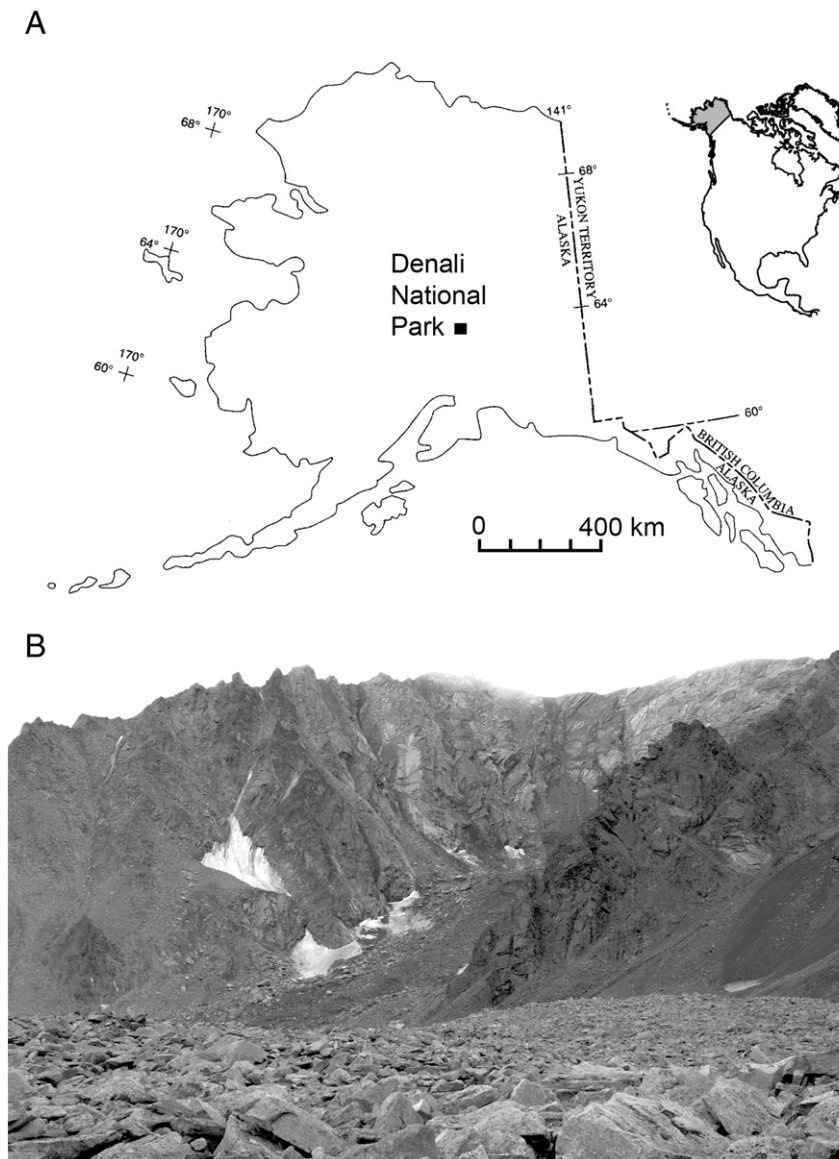 A
170°
68°
141°
68°
YUKON TERRITORY
ALASKA
170°
64°
Denali
National
Park
64°
170°
60°
60°
BRITISH COLUMBIA
ALASKA
0 400 km
B